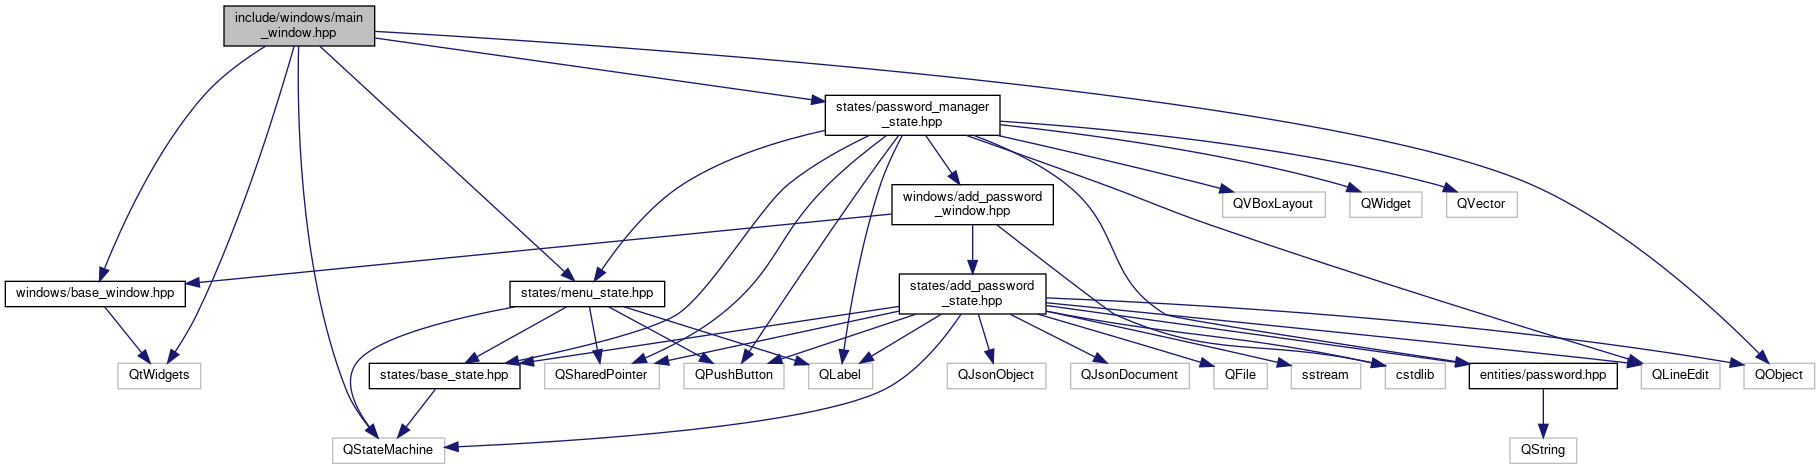 include/windows/main
_window.hpp
states/password_manager
_state.hpp
windows/add_password
_window.hpp
QVBoxLayout
QWidget
QVector
windows/base_window.hpp
states/menu_state.hpp
states/add_password
_state.hpp
QtWidgets
states/base_state.hpp
QSharedPointer
QPushButton
QLabel
QJsonObject
QJsonDocument
QFile
sstream
cstdlib
entities/password.hpp
QLineEdit
QObject
QStateMachine
QString